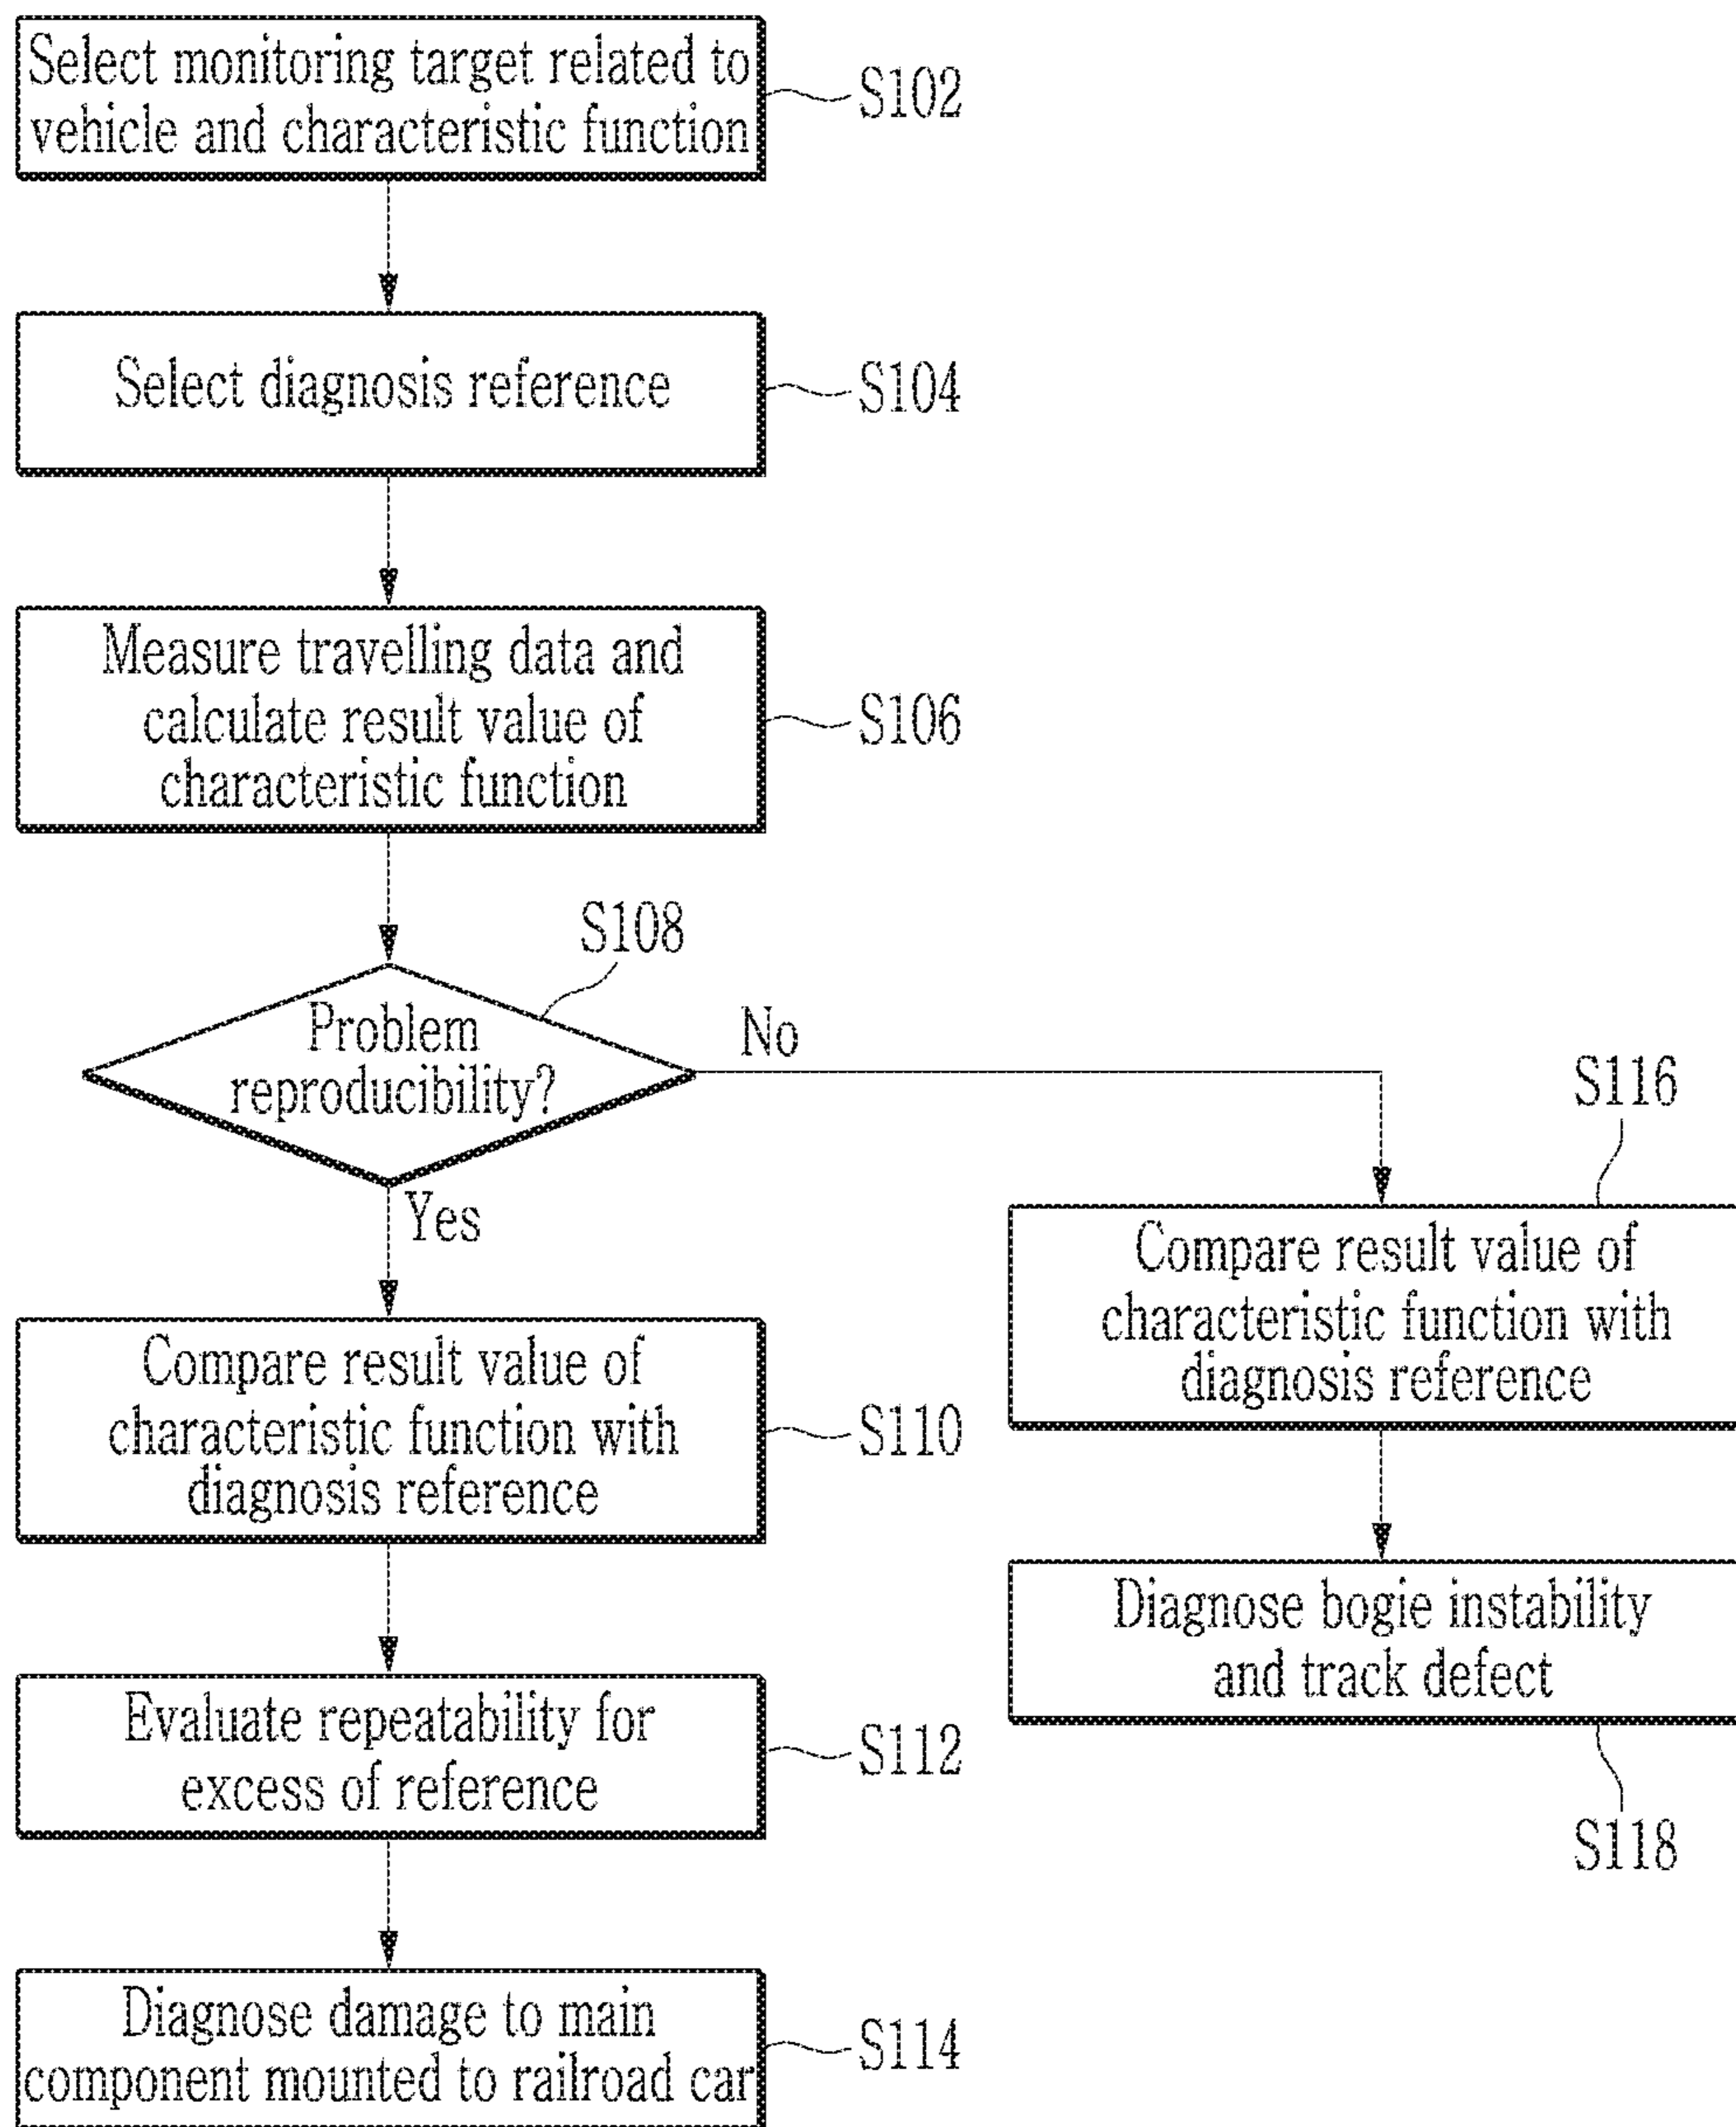 Select monitoring target related to
vehicle and characteristic function
S102
Select diagnosis reference
S104
Measure travelling data and
calculate result value of
characteristic function
S106
S108
Problem
reproducibility?
No
Yes
S116
Compare result value of
characteristic function with
diagnosis reference
Compare result value of
characteristic function with
diagnosis reference
S110
Diagnose bogie instability
and track defect
S118
Evaluate repeatability for
excess of reference
S112
Diagnose damage to main
component mounted to railroad car
S114